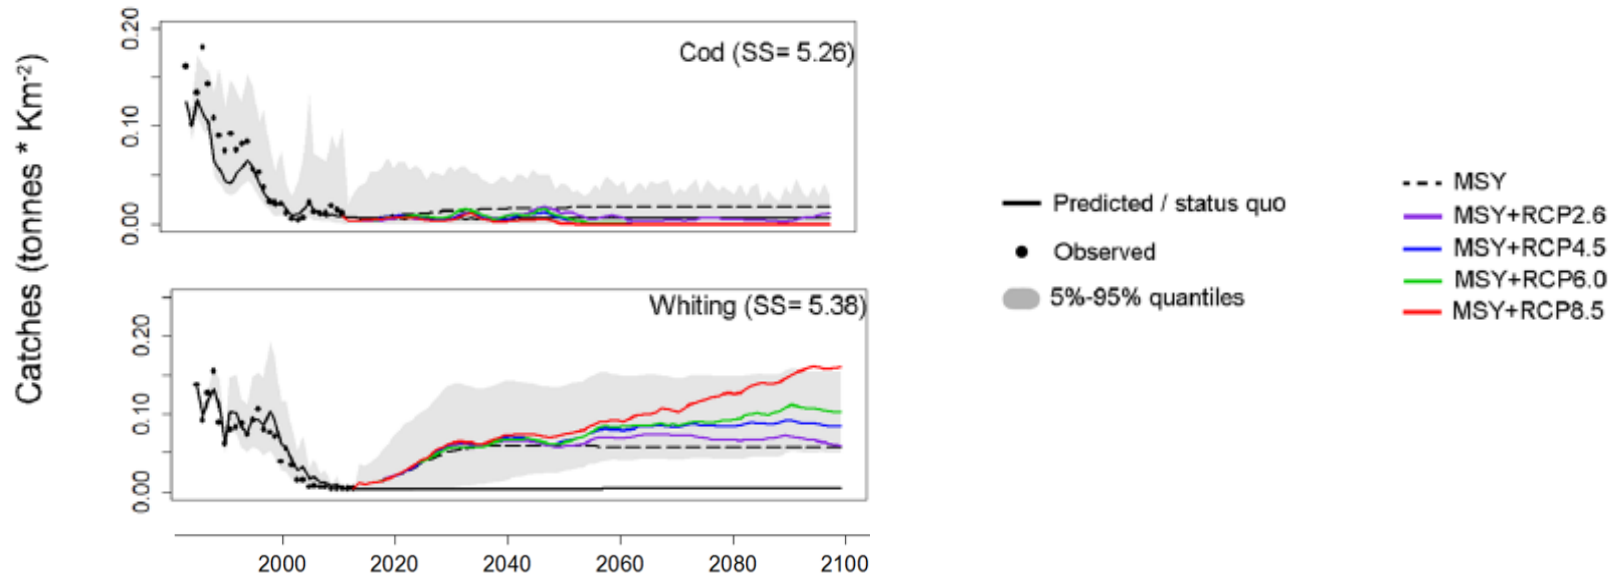 Catches (tonnes * Km⁻²)
0.20
0.10
0.00
Cod (SS= 5.26)
0.20
0.10
0.00
Whiting (SS= 5.38)
2000 2020 2040 2060 2080 2100
Predicted / status quo
Observed
5%-95% quantiles
MSY
MSY+RCP2.6
MSY+RCP4.5
MSY+RCP6.0
MSY+RCP8.5